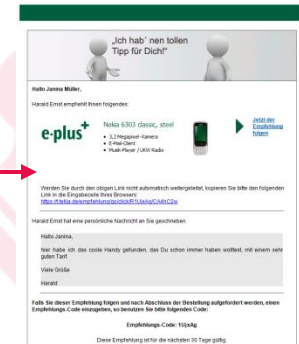 „Ich hab' nen tollen
Tipp für Dich!"
Hallo Janina Müller,
Harald Ernst empfiehlt Ihnen folgendes:
e·plus+
Nokia 6303 classic, steel
• 3,2 Megapixel-Kamera
• E-Mail-Client
• Musik-Player / UKW Radio
Jetzt der
Empfehlung
folgen
Werden Sie durch den obigen Link nicht automatisch weitergeleitet, kopieren Sie bitte den folgenden
Link in die Eingabezeile Ihres Browsers:
Harald Ernst hat eine persönliche Nachricht an Sie geschrieben.
Hallo Janina,
hier habe ich das coole Handy gefunden, das Du schon immer haben wolltest, mit einem sehr
guten Tarif.
Viele Grüße
Harald
Falls Sie dieser Empfehlung folgen und nach Abschluss der Bestellung aufgefordert werden, einen
Empfehlungs-Code einzugeben, so benutzen Sie bitte folgenden Code:
Empfehlungs-Code: 1UjxAg
Diese Empfehlung ist für die nächsten 30 Tage gültig.